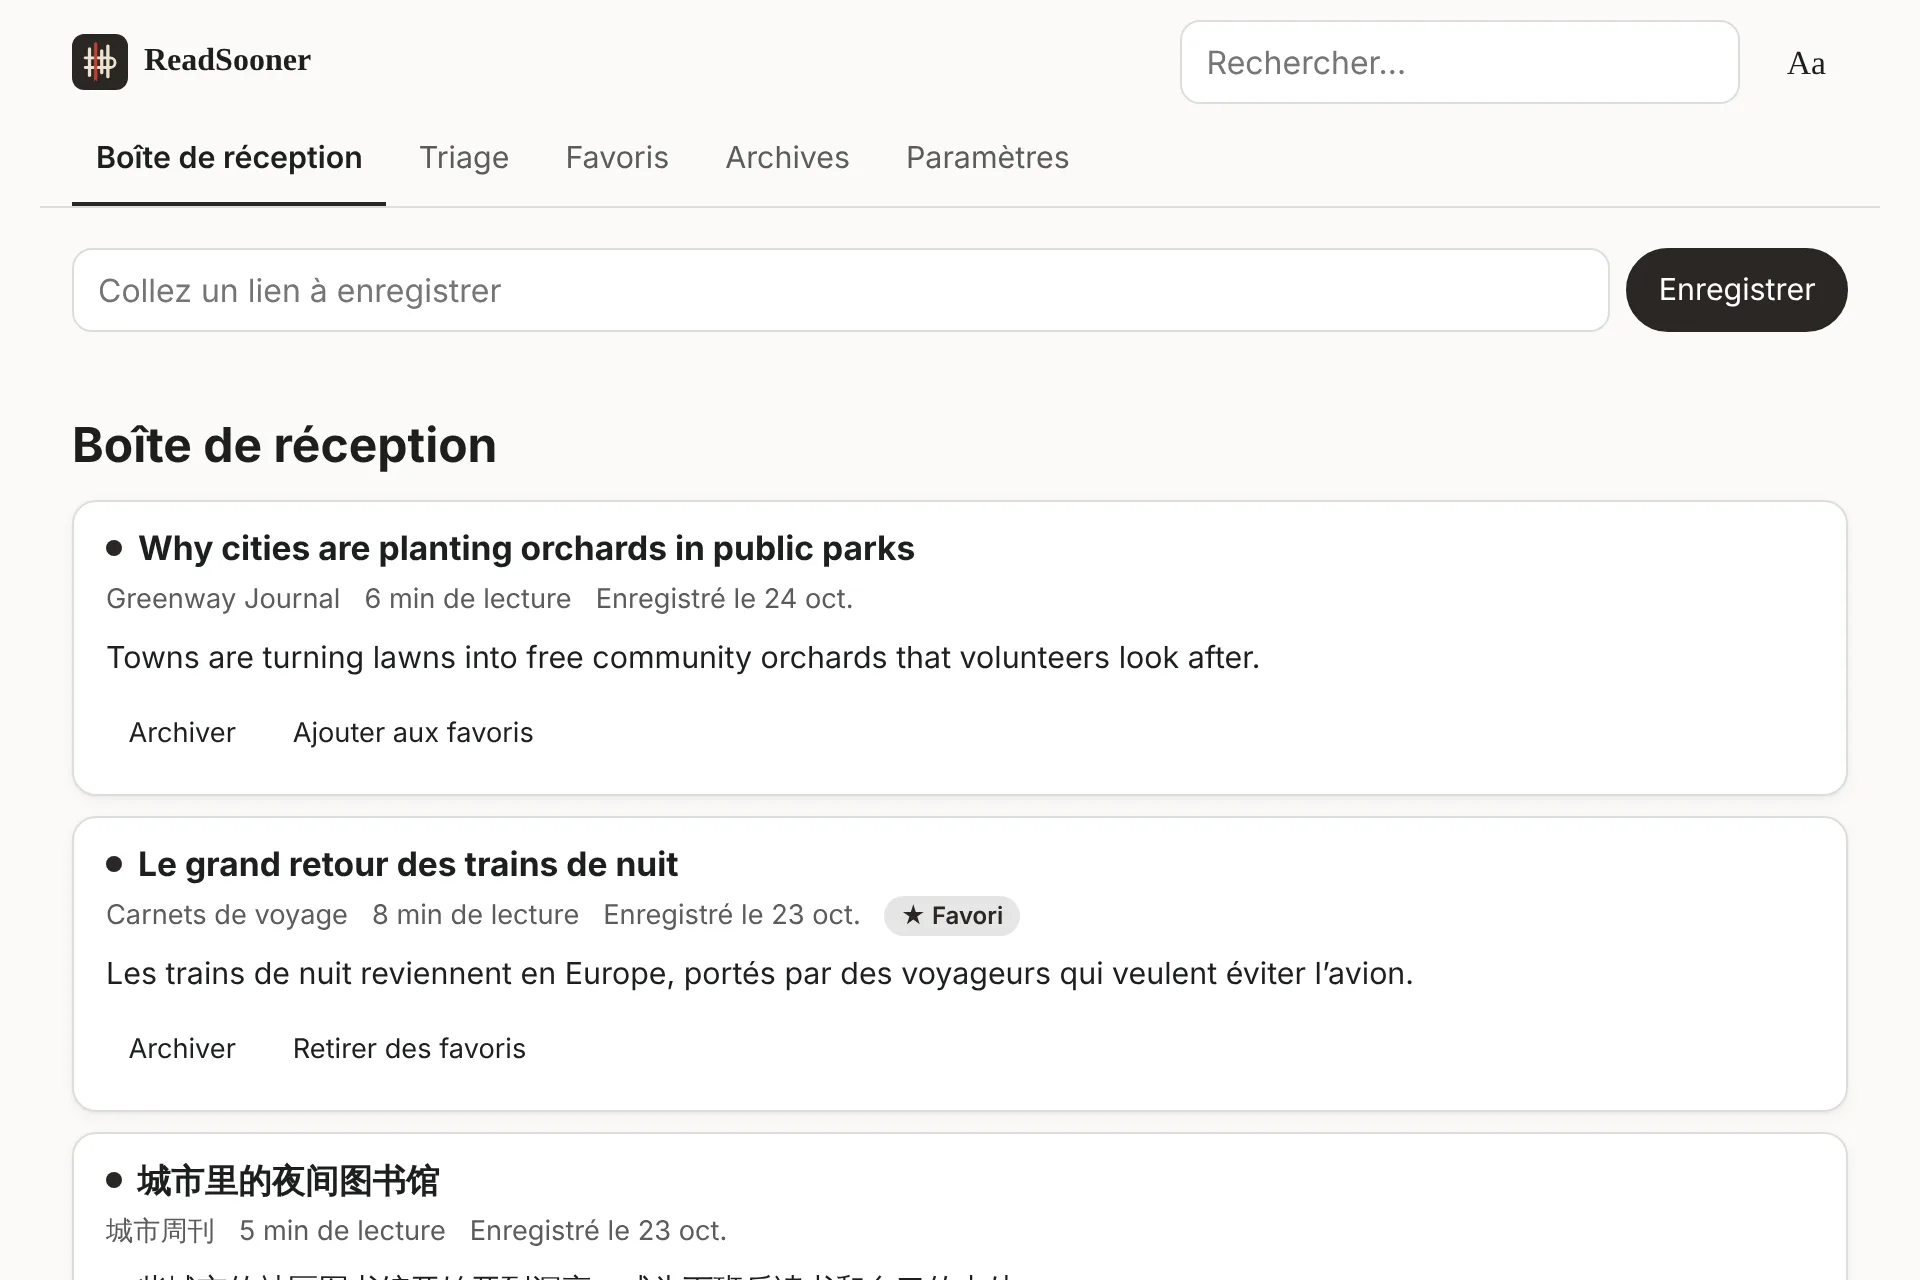 ReadSooner
Rechercher…
Aa
Boîte de réception
Triage
Favoris
Archives
Paramètres
Collez un lien à enregistrer
Enregistrer
Boîte de réception
Why cities are planting orchards in public parks
Greenway Journal 6 min de lecture Enregistré le 24 oct.
Towns are turning lawns into free community orchards that volunteers look after.
Archiver
Ajouter aux favoris
Le grand retour des trains de nuit
Carnets de voyage 8 min de lecture Enregistré le 23 oct. ★ Favori
Les trains de nuit reviennent en Europe, portés par des voyageurs qui veulent éviter l’avion.
Archiver
Retirer des favoris
城市里的夜间图书馆
城市周刊 5 min de lecture Enregistré le 23 oct.